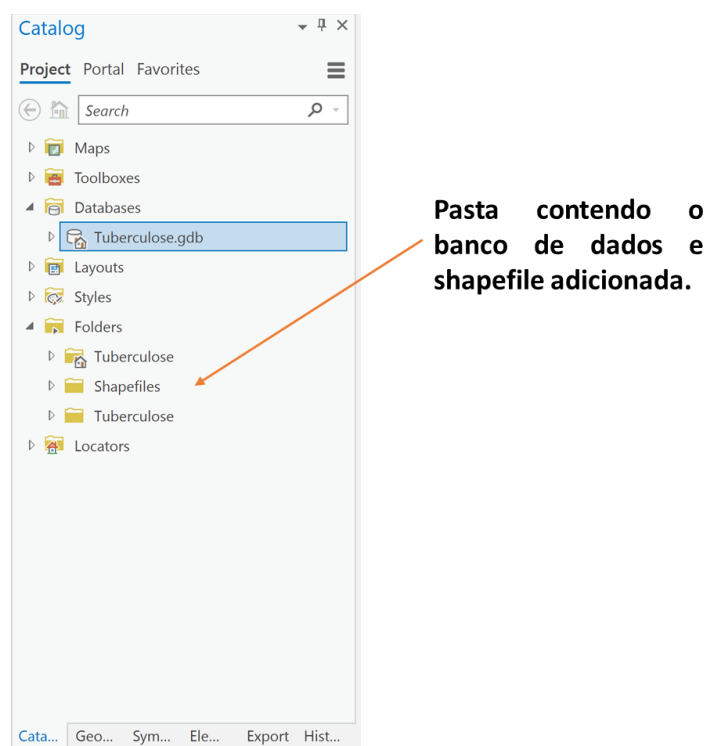 Catalog
Project Portal Favorites
Search
Maps
Toolboxes
Databases
Tuberculose.gdb
Layouts
Styles
Folders
Tuberculose
Shapefiles
Tuberculose
Locators
Cata... Geo... Sym... Ele... Export Hist...
Pasta contendo o
banco de dados e
shapefile adicionada.